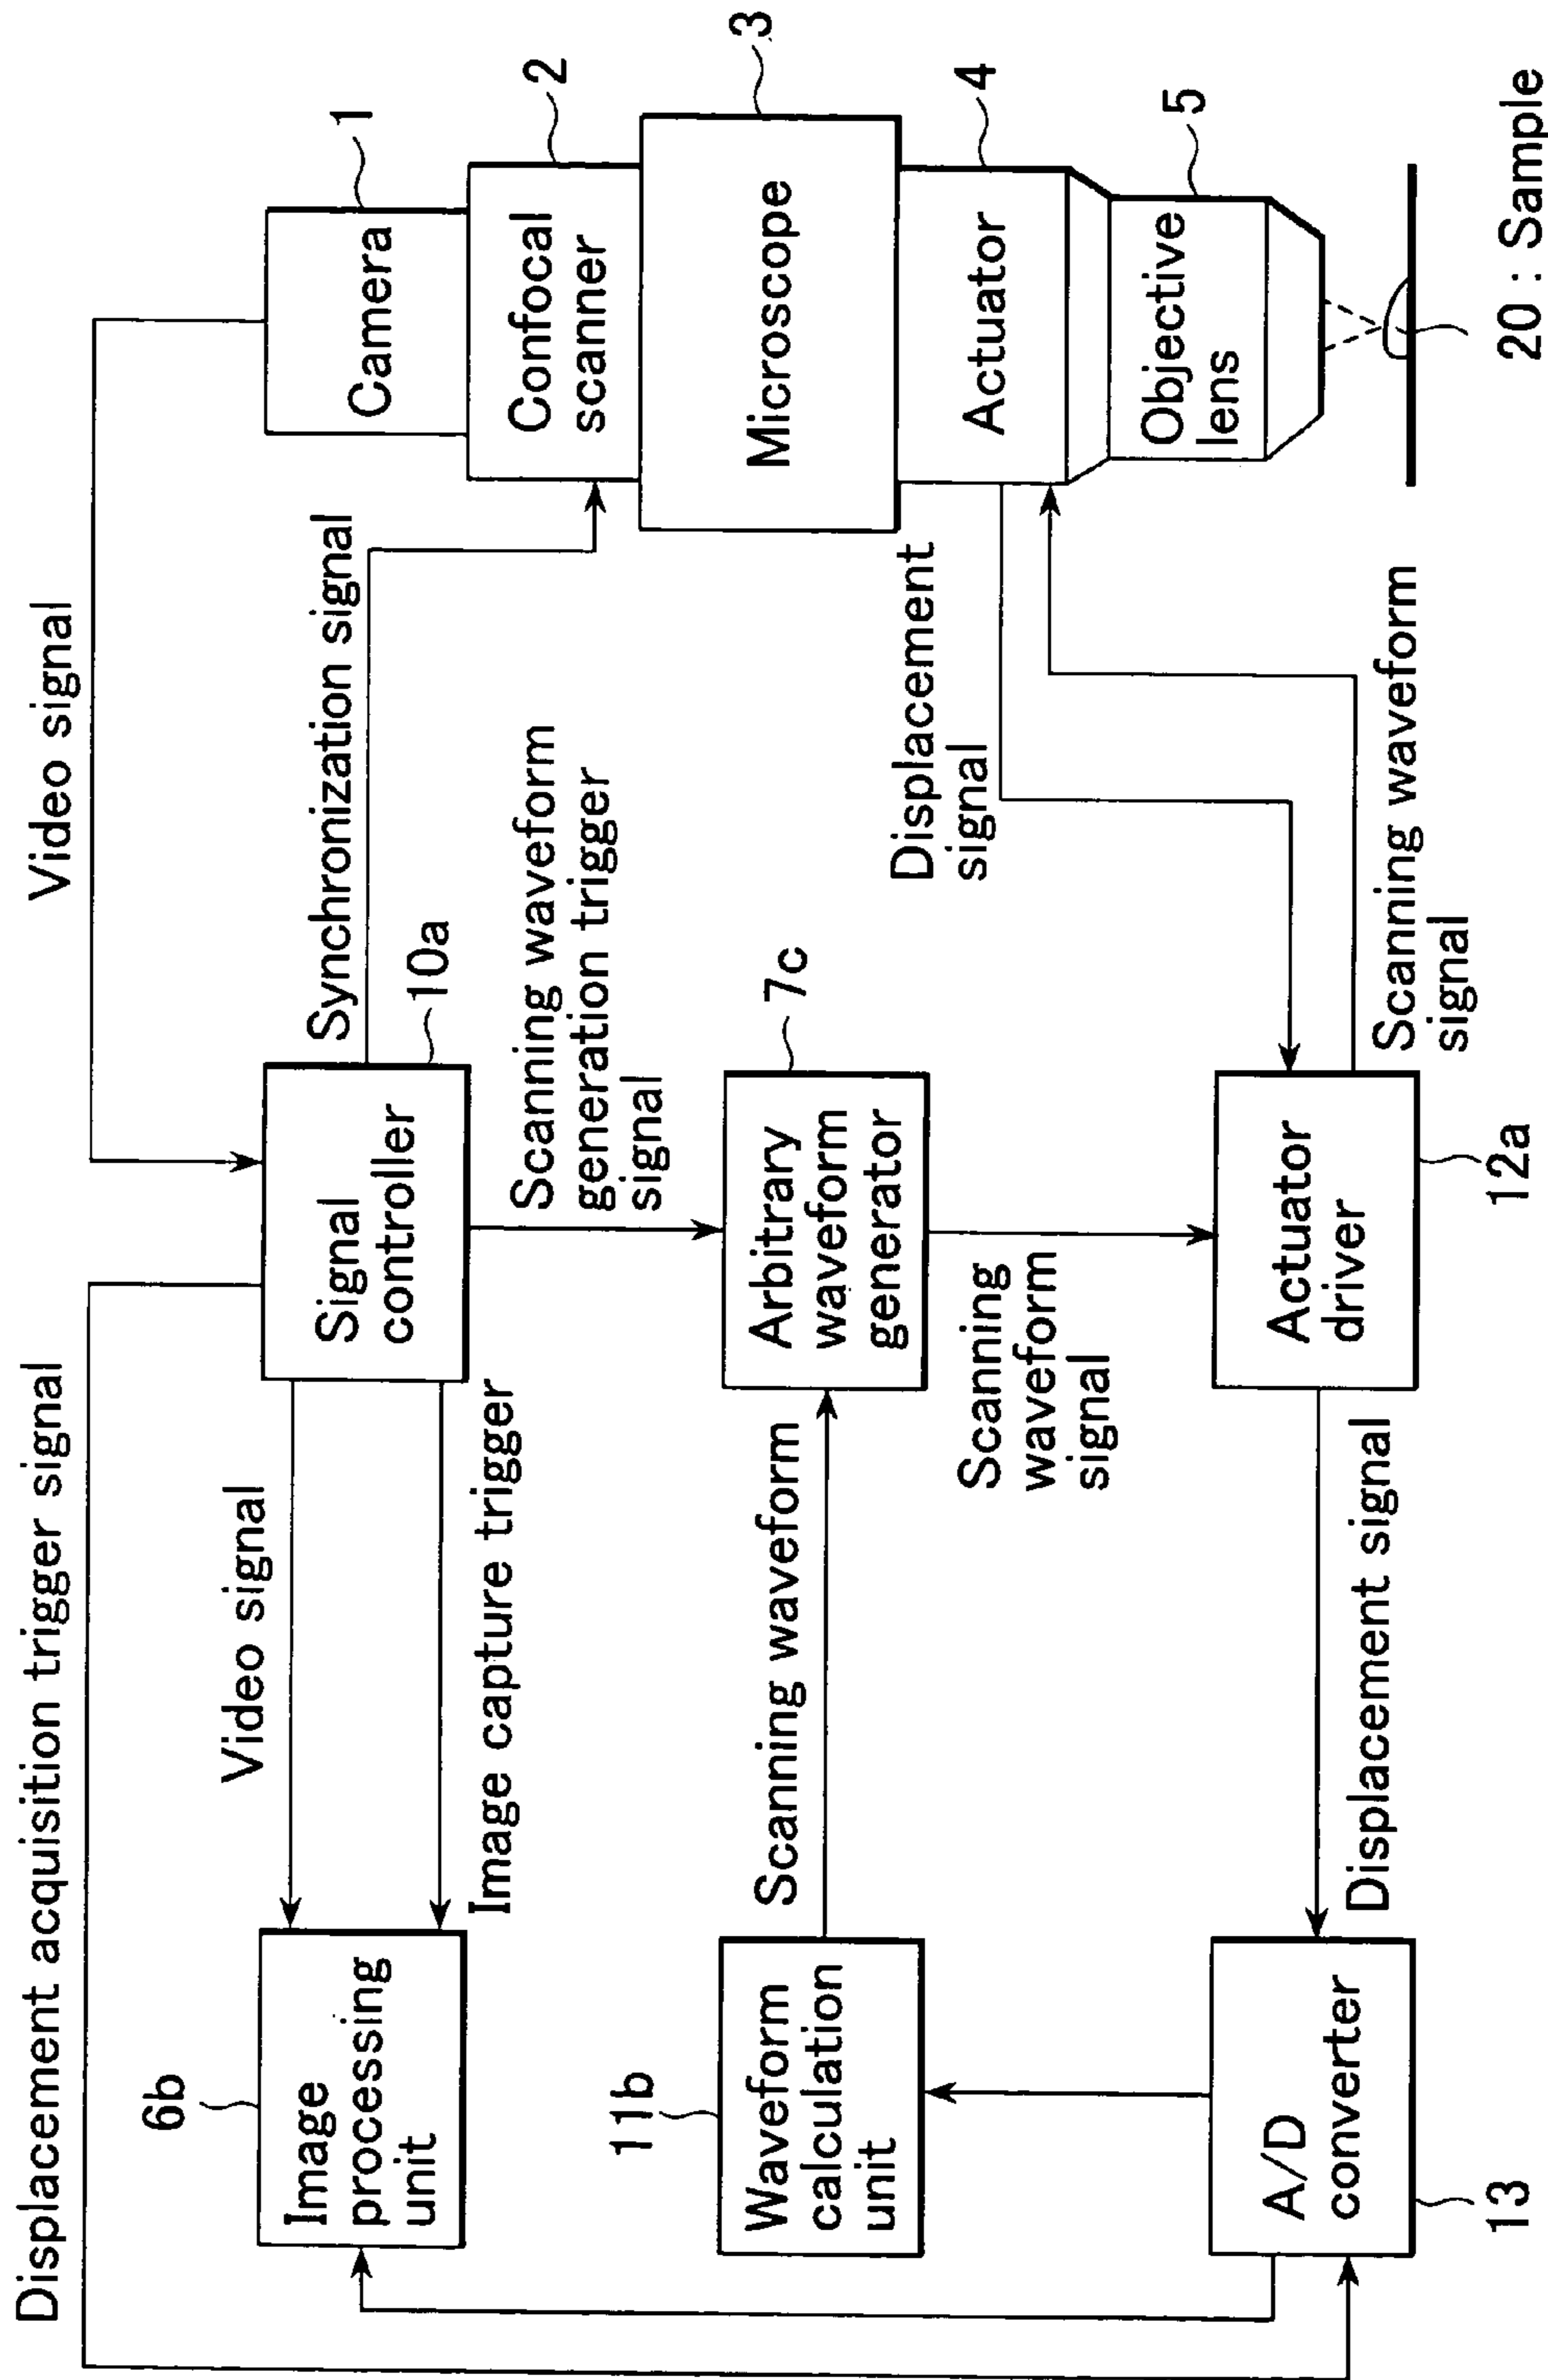 Displacement acquisition trigger signal
Video signal
Video signal
Image capture trigger
Synchronization signal
Scanning waveform
generation trigger
signal
6b
Image
processing
unit
Signal
controller
10a
Camera
1
Confocal
scanner
2
Microscope
3
Actuator
4
Objective
lens
5
20 : Sample
11b
Waveform
calculation
unit
Scanning waveform
Arbitrary
waveform
generator
7c
Scanning
waveform
signal
Displacement
signal
Scanning waveform
signal
A/D
converter
13
Displacement signal
Actuator
driver
12a